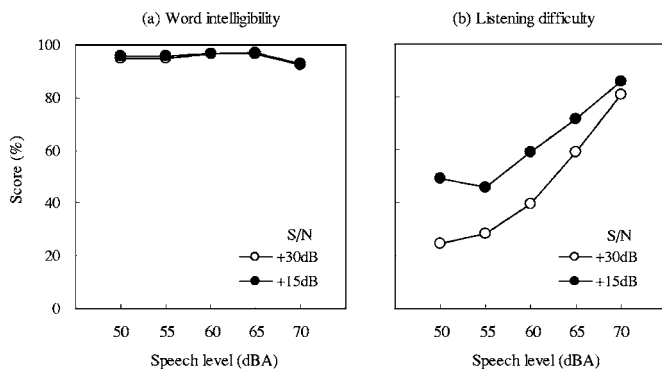 (a) Word intelligibility
(b) Listening difficulty
Score (%)
100
80
60
40
20
0
S/N
+30dB
+15dB
50 55 60 65 70
Speech level (dBA)
S/N
+30dB
+15dB
50 55 60 65 70
Speech level (dBA)